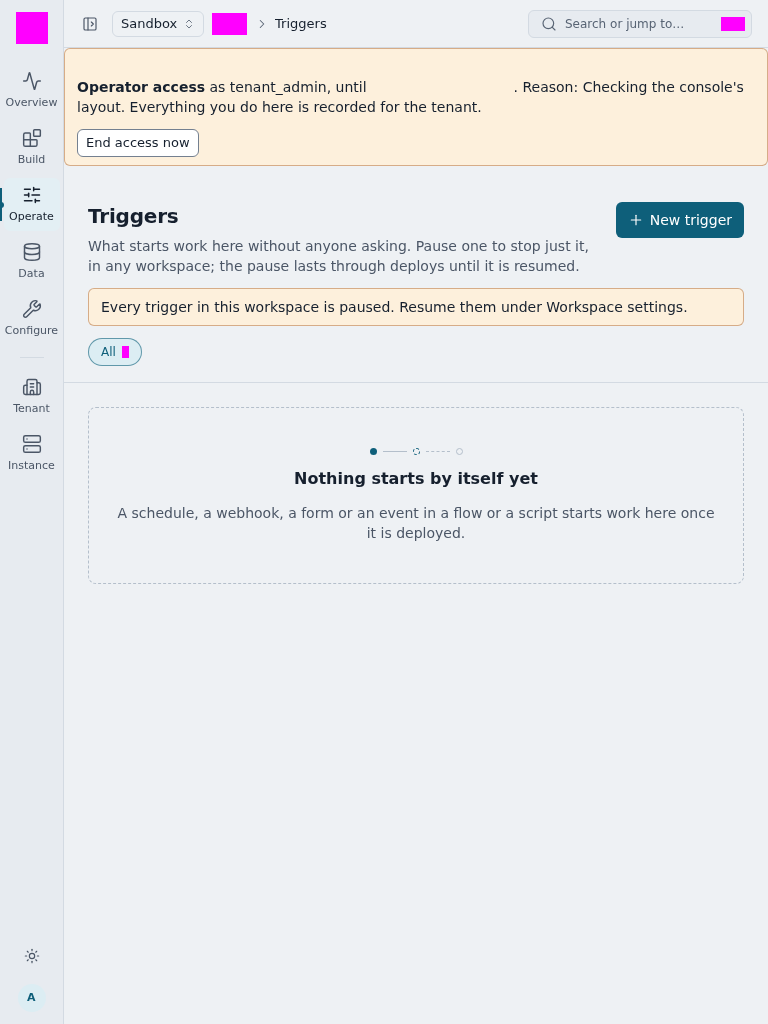 Sandbox
Triggers
Search or jump to...
Overview
Build
Operate
Data
Configure
Tenant
Instance
A
Operator access as tenant_admin, until . Reason: Checking the console's
layout. Everything you do here is recorded for the tenant.
End access now
Triggers
New trigger
What starts work here without anyone asking. Pause one to stop just it,
in any workspace; the pause lasts through deploys until it is resumed.
Every trigger in this workspace is paused. Resume them under Workspace settings.
All
Nothing starts by itself yet
A schedule, a webhook, a form or an event in a flow or a script starts work here once
it is deployed.